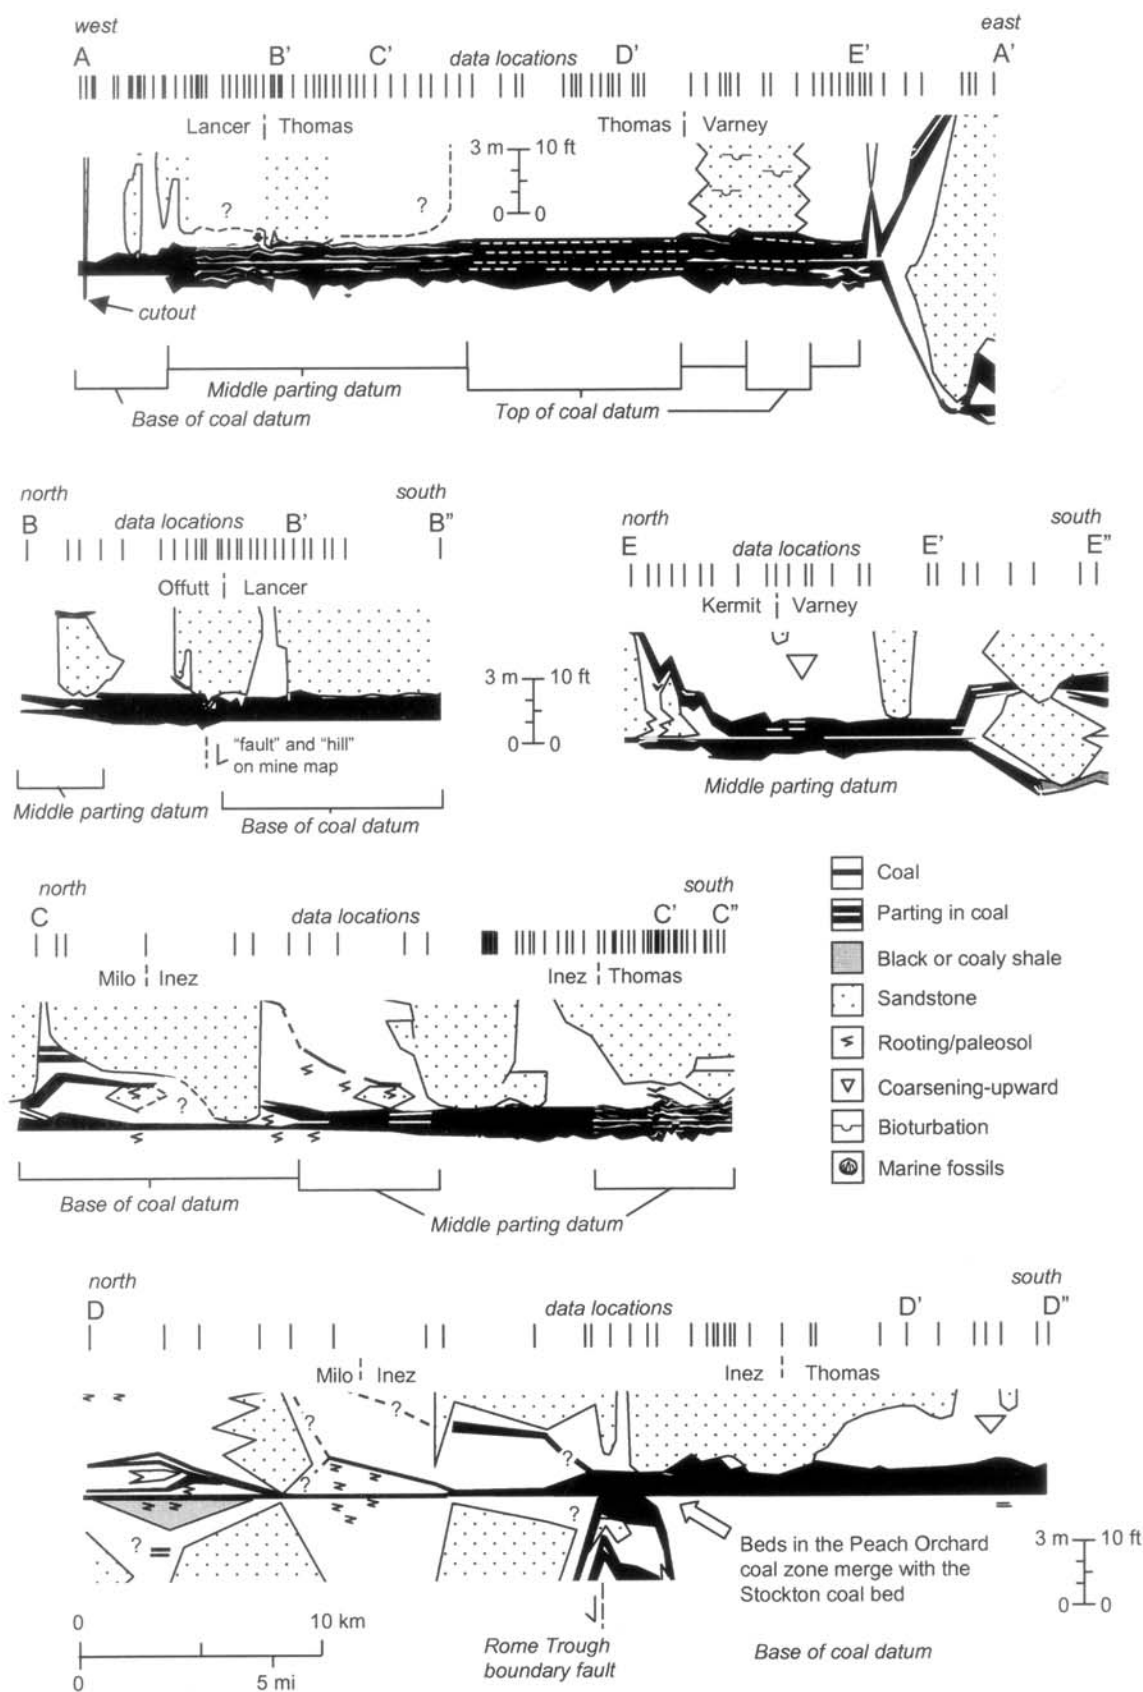 west
east
A B' C' data locations D' E' A'
Lancer Thomas
Thomas Varney
3 m 10 ft
0 0
?
?
cutout
Middle parting datum
Base of coal datum
Top of coal datum
north
south
B data locations B' B"
Offutt Lancer
3 m 10 ft
0 0
"fault" and "hill"
on mine map
Middle parting datum
Base of coal datum
north
south
E data locations E' E"
Kermit Varney
Middle parting datum
north
south
C data locations C' C"
Milo Inez
Inez Thomas
?
Base of coal datum
Middle parting datum
Coal
Parting in coal
Black or coaly shale
Sandstone
Rooting/paleosol
Coarsening-upward
Bioturbation
Marine fossils
north
south
D data locations D' D"
Milo Inez
Inez Thomas
?
?
?
?
?
?
Beds in the Peach Orchard
coal zone merge with the
Stockton coal bed
3 m 10 ft
0 0
0 10 km
0 5 mi
Rome Trough
boundary fault
Base of coal datum